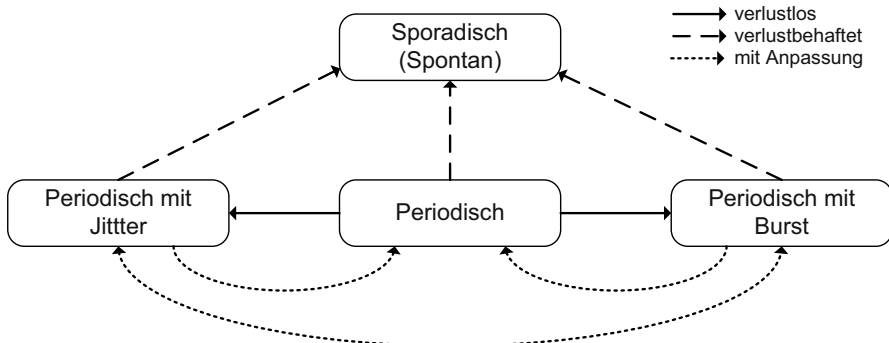 Sporadisch
(Spontan)
verlustlos
verlustbehaftet
mit Anpassung
Periodisch mit
Jittter
Periodisch
Periodisch mit
Burst